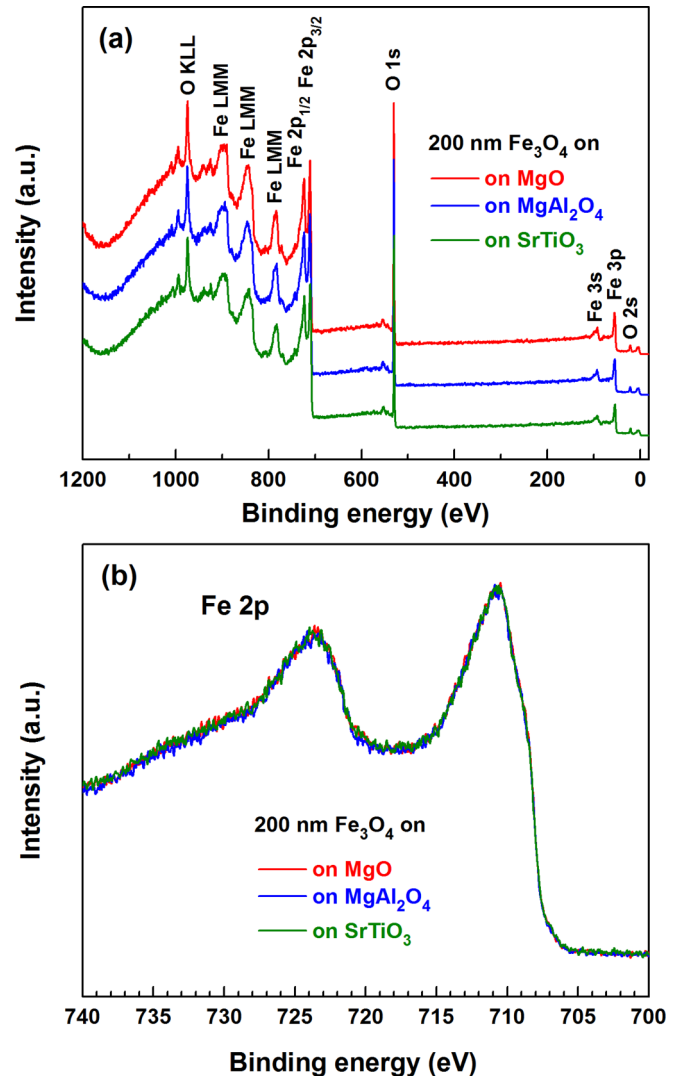 (a)
O KLL
Fe LMM
Fe LMM
Fe LMM
Fe 2p₁/₂
Fe 2p₃/₂
O 1s
200 nm Fe₃O₄ on
on MgO
on MgAl₂O₄
on SrTiO₃
Fe 3s
Fe 3p
O 2s
Intensity (a.u.)
1200 1000 800 600 400 200 0
Binding energy (eV)
(b)
Fe 2p
200 nm Fe₃O₄ on
on MgO
on MgAl₂O₄
on SrTiO₃
Intensity (a.u.)
740 735 730 725 720 715 710 705 700
Binding energy (eV)